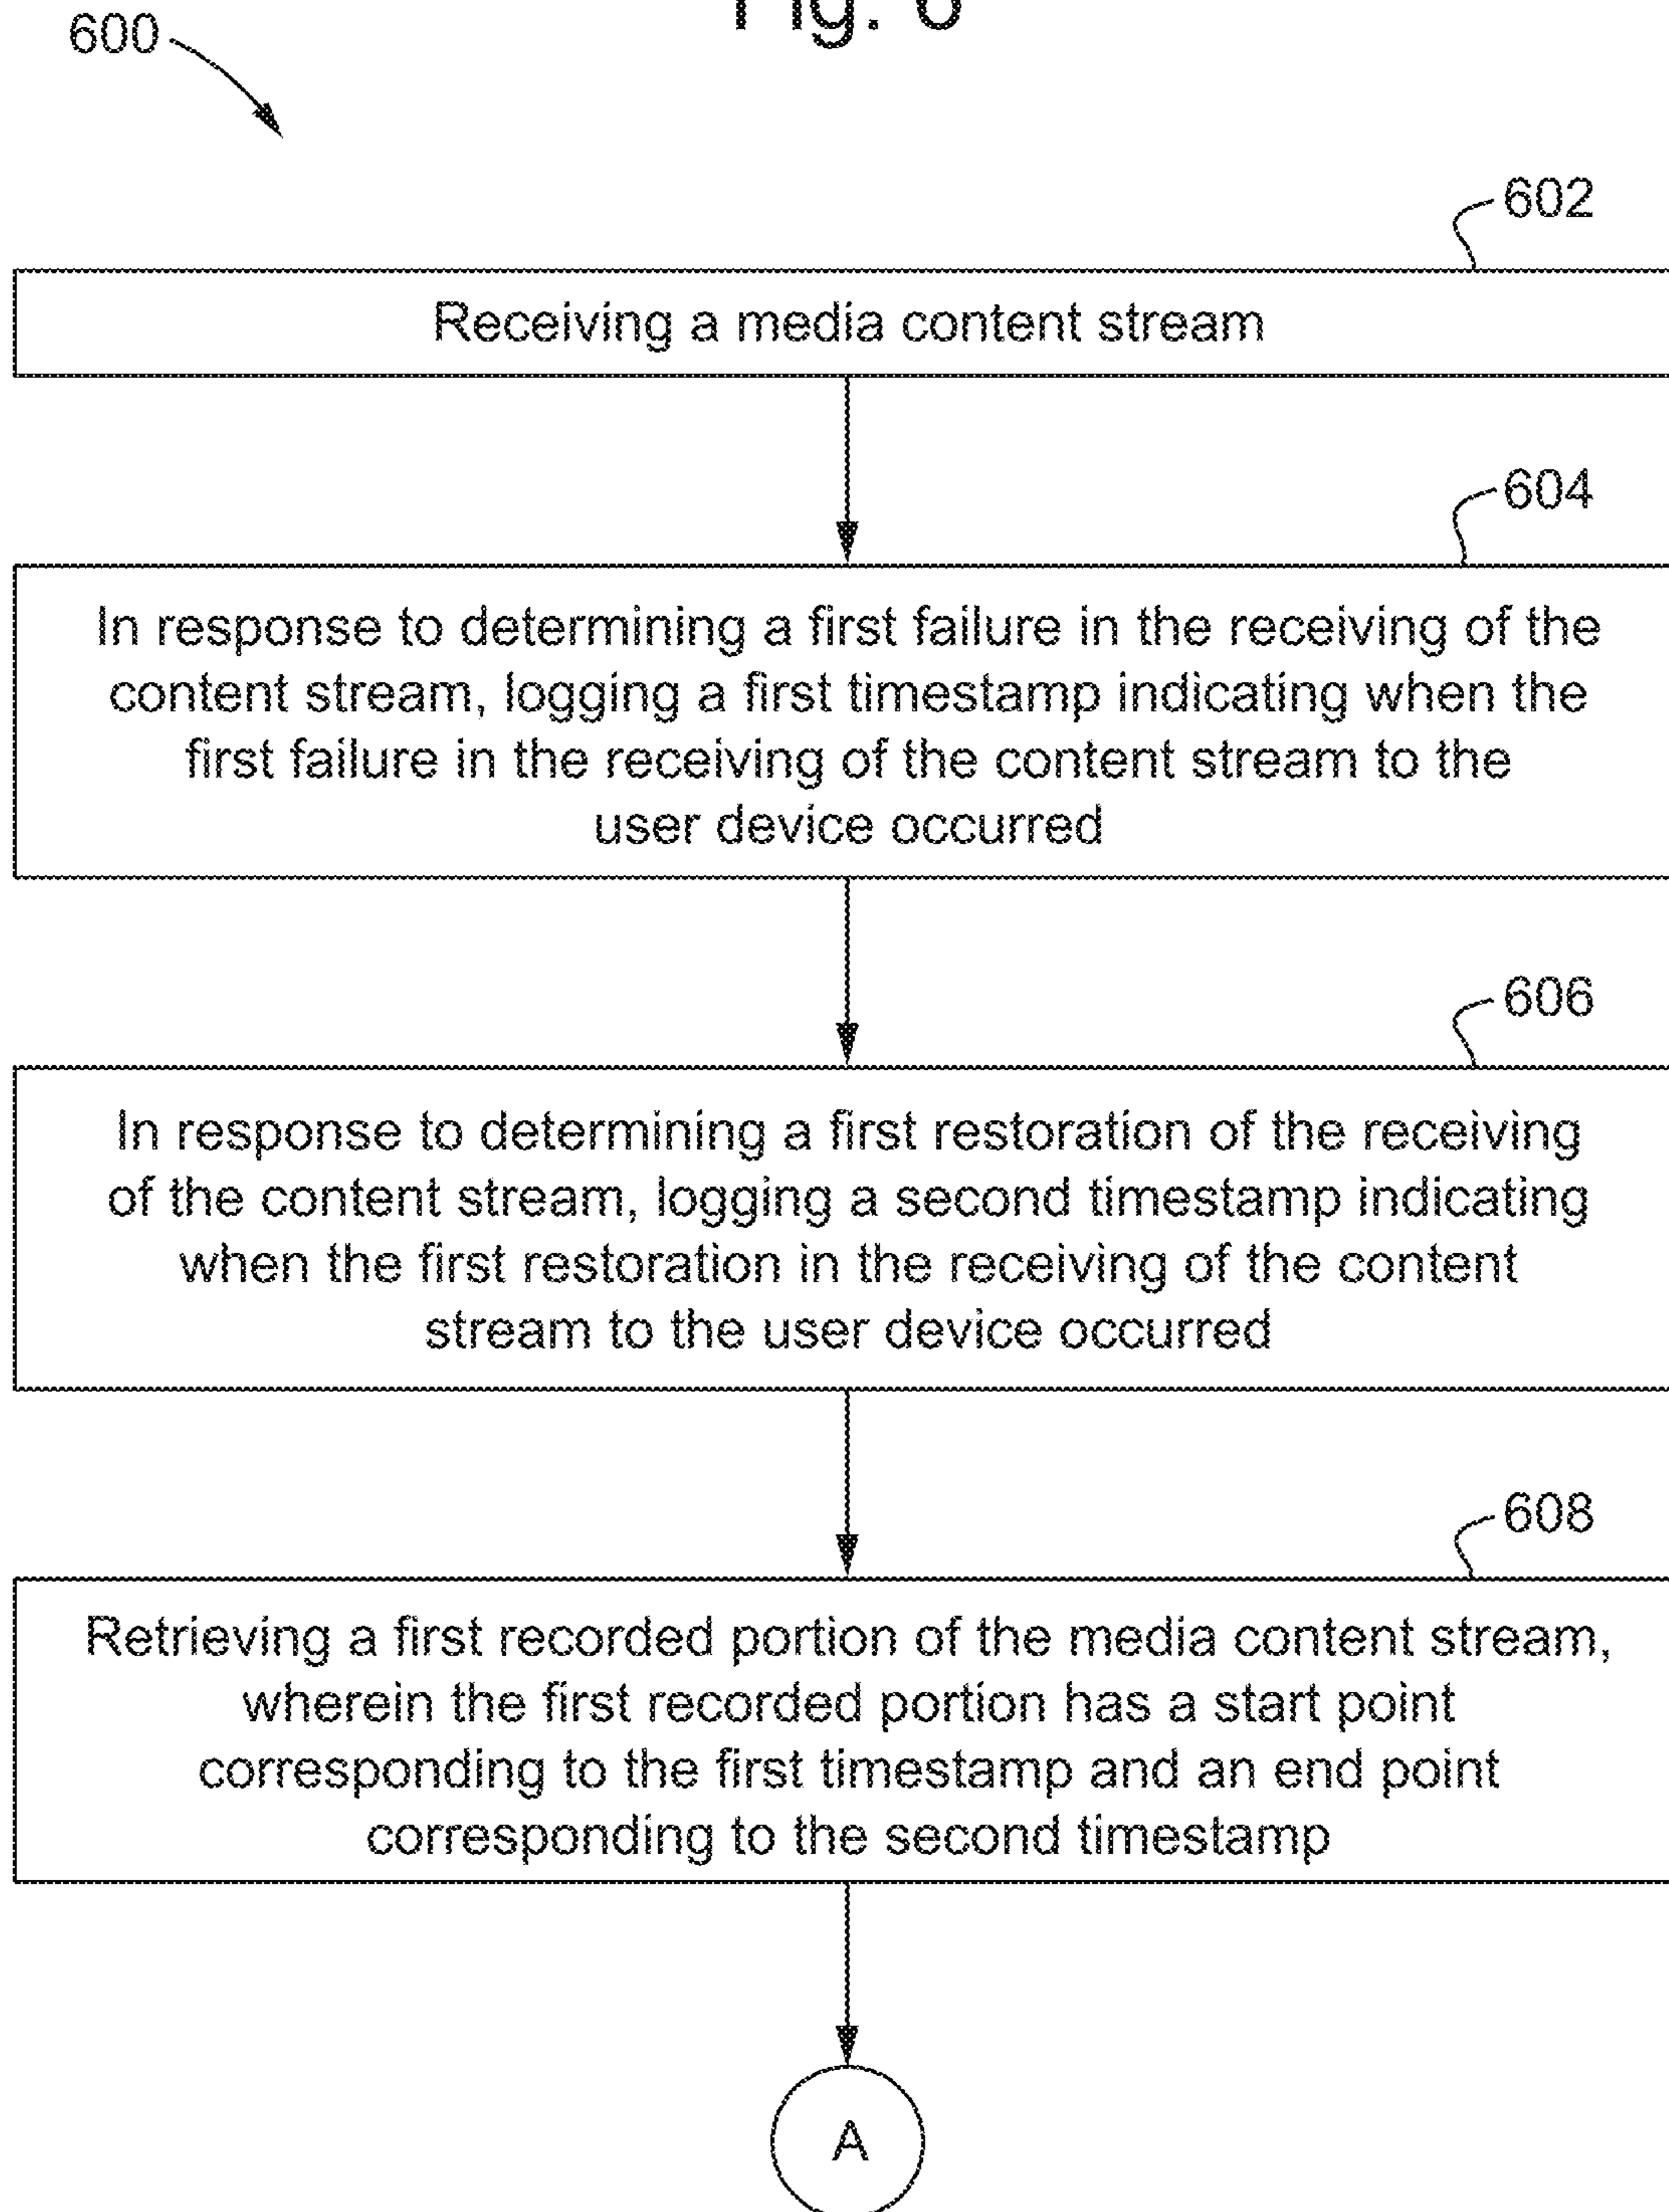 Fig. 6
600
602
Receiving a media content stream
604
In response to determining a first failure in the receiving of the
content stream, logging a first timestamp indicating when the
first failure in the receiving of the content stream to the
user device occurred
606
In response to determining a first restoration of the receiving
of the content stream, logging a second timestamp indicating
when the first restoration in the receiving of the content
stream to the user device occurred
608
Retrieving a first recorded portion of the media content stream,
wherein the first recorded portion has a start point
corresponding to the first timestamp and an end point
corresponding to the second timestamp
A